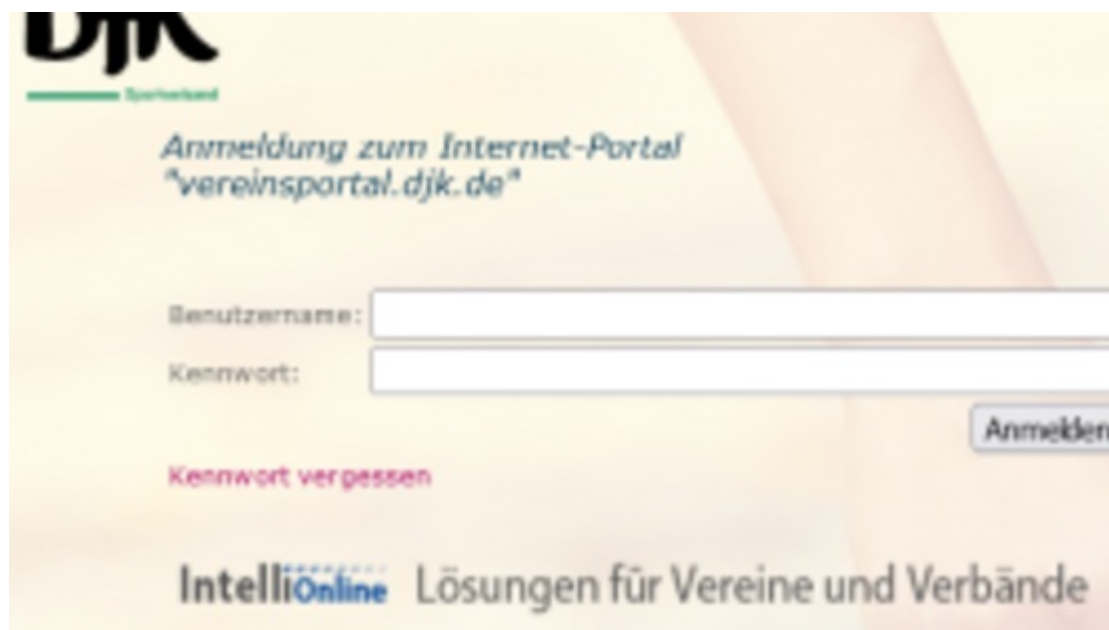 DJK
Sportverband
Anmeldung zum Internet-Portal
"vereinsportal.djk.de"
Benutzername:
Kennwort:
Anmelden
Kennwort vergessen
IntelliOnline Lösungen für Vereine und Verbände